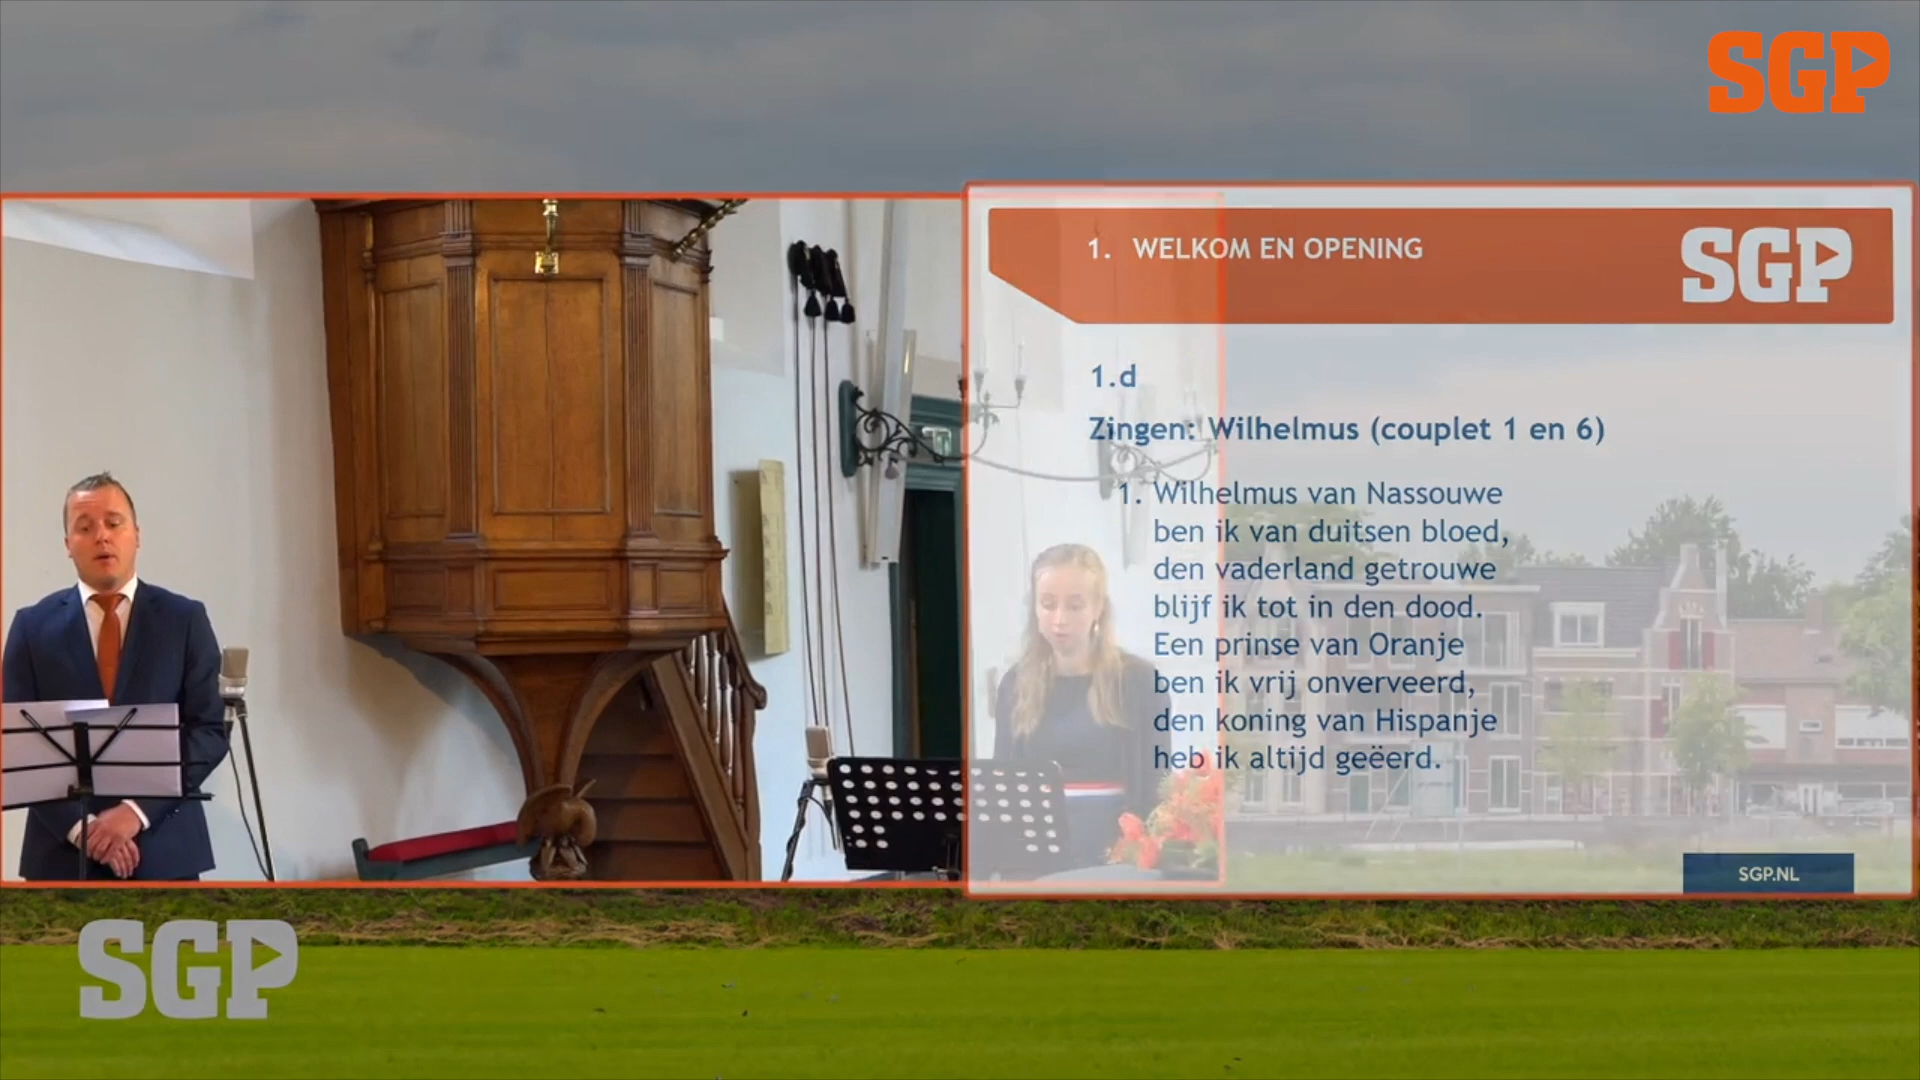 SGP
1. WELKOM EN OPENING
SGP
1.d
Zingen: Wilhelmus (couplet 1 en 6)
1. Wilhelmus van Nassouwe
ben ik van duitsen bloed,
den vaderland getrouwe
blijf ik tot in den dood.
Een prinse van Oranje
ben ik vrij onverveerd,
den koning van Hispanje
heb ik altijd geëerd.
SGP.NL
SGP